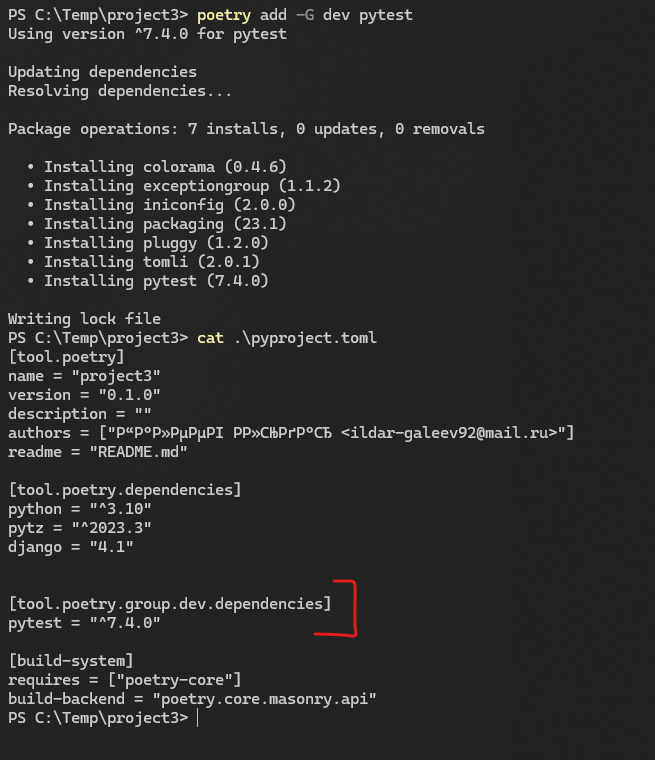 PS C:\Temp\project3> poetry add -G dev pytest
Using version ^7.4.0 for pytest
Updating dependencies
Resolving dependencies...
Package operations: 7 installs, 0 updates, 0 removals
• Installing colorama (0.4.6)
• Installing exceptiongroup (1.1.2)
• Installing iniconfig (2.0.0)
• Installing packaging (23.1)
• Installing pluggy (1.2.0)
• Installing tomli (2.0.1)
• Installing pytest (7.4.0)
Writing lock file
PS C:\Temp\project3> cat .\pyproject.toml
[tool.poetry]
name = "project3"
version = "0.1.0"
description = ""
authors = ["Р“Р°Р»РµРµРІ РР»СЊРґР°СЂ <ildar-galeev92@mail.ru>"]
readme = "README.md"
[tool.poetry.dependencies]
python = "^3.10"
pytz = "^2023.3"
django = "4.1"
[tool.poetry.group.dev.dependencies]
pytest = "^7.4.0"
[build-system]
requires = ["poetry-core"]
build-backend = "poetry.core.masonry.api"
PS C:\Temp\project3>